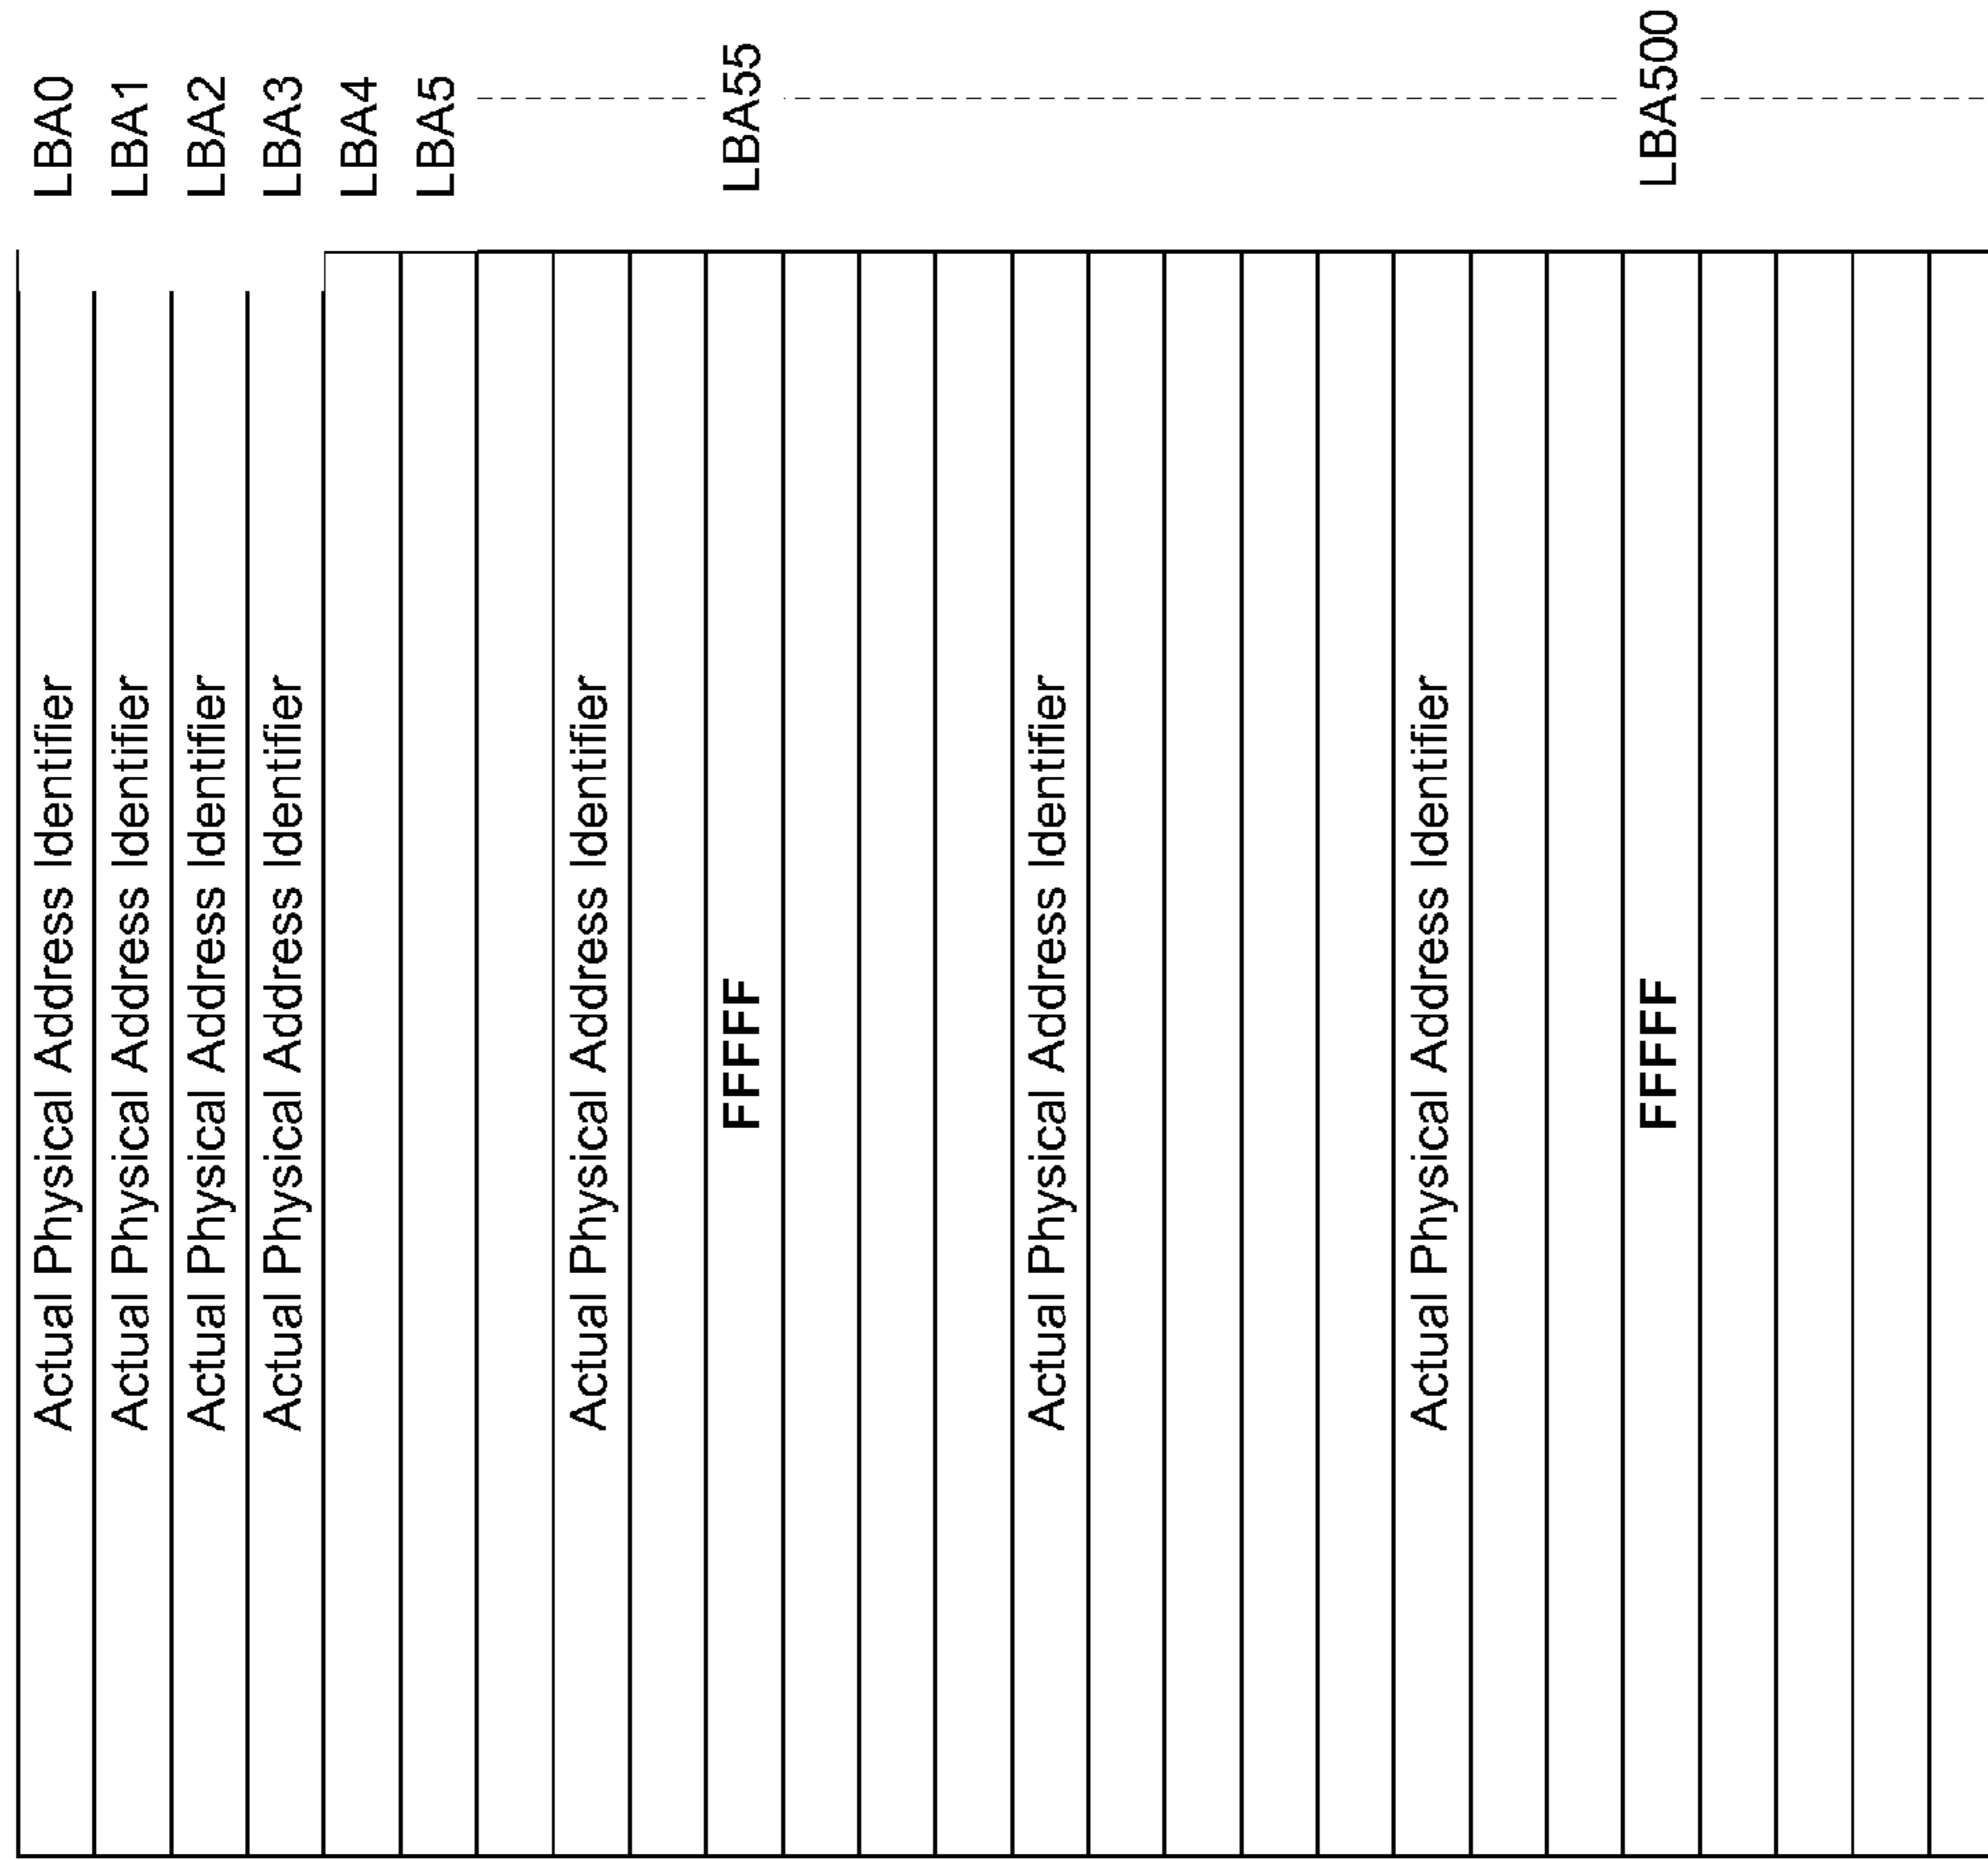 Actual Physical Address Identifier LBA0
Actual Physical Address Identifier LBA1
Actual Physical Address Identifier LBA2
Actual Physical Address Identifier LBA3
LBA4
LBA5
Actual Physical Address Identifier
FFFFF LBA55
Actual Physical Address Identifier
Actual Physical Address Identifier
FFFFF LBA500